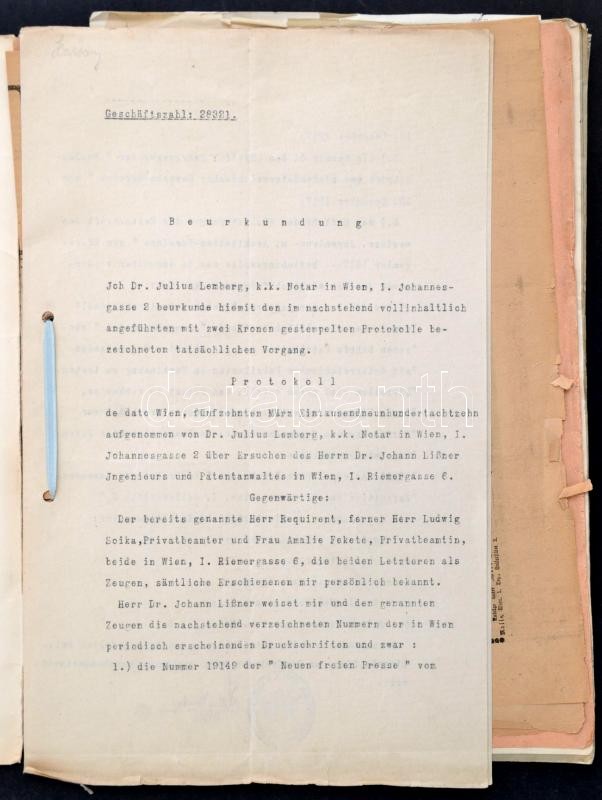 Geschäftszahl: 28321.
Beurkundung
Jch Dr. Julius Lemberg, k.k. Notar in Wien, I. Johannes-
gasse 2 beurkunde hiemit den in nachstehend vollinhaltlich
angeführten mit zwei Kronen gestempelten Protokolle be-
zeichneten tatsächlichen Vorgang.
Protokoll
de dato Wien, fünfzehnten März Eintausendneunhundertachtzehn
aufgenommen von Dr. Julius Lemberg, k.k. Notar in Wien, I.
Johannesgasse 2 über Ersuchen des Herrn Dr. Johann Lißner
Jngenieurs und Patentanwaltes in Wien, I. Riemergasse 6.
Gegenwärtige:
Der bereits genannte Herr Requirent, ferner Herr Ludwig
Soika,Privatbeamter und Frau Amalie Fekete, Privatbeamtin,
beide in Wien, I. Riemergasse 6, die beiden Letzteren als
Zeugen, sämtliche Erschienenen mir persönlich bekannt.
Herr Dr. Johann Lißner weiset mir und den genannten
Zeugen die nachstehend verzeichneten Nummern der in Wien
periodisch erscheinenden Druckschriften und zwar :
1.) die Nummer 19149 der " Neuen freien Presse " vom
darabanth